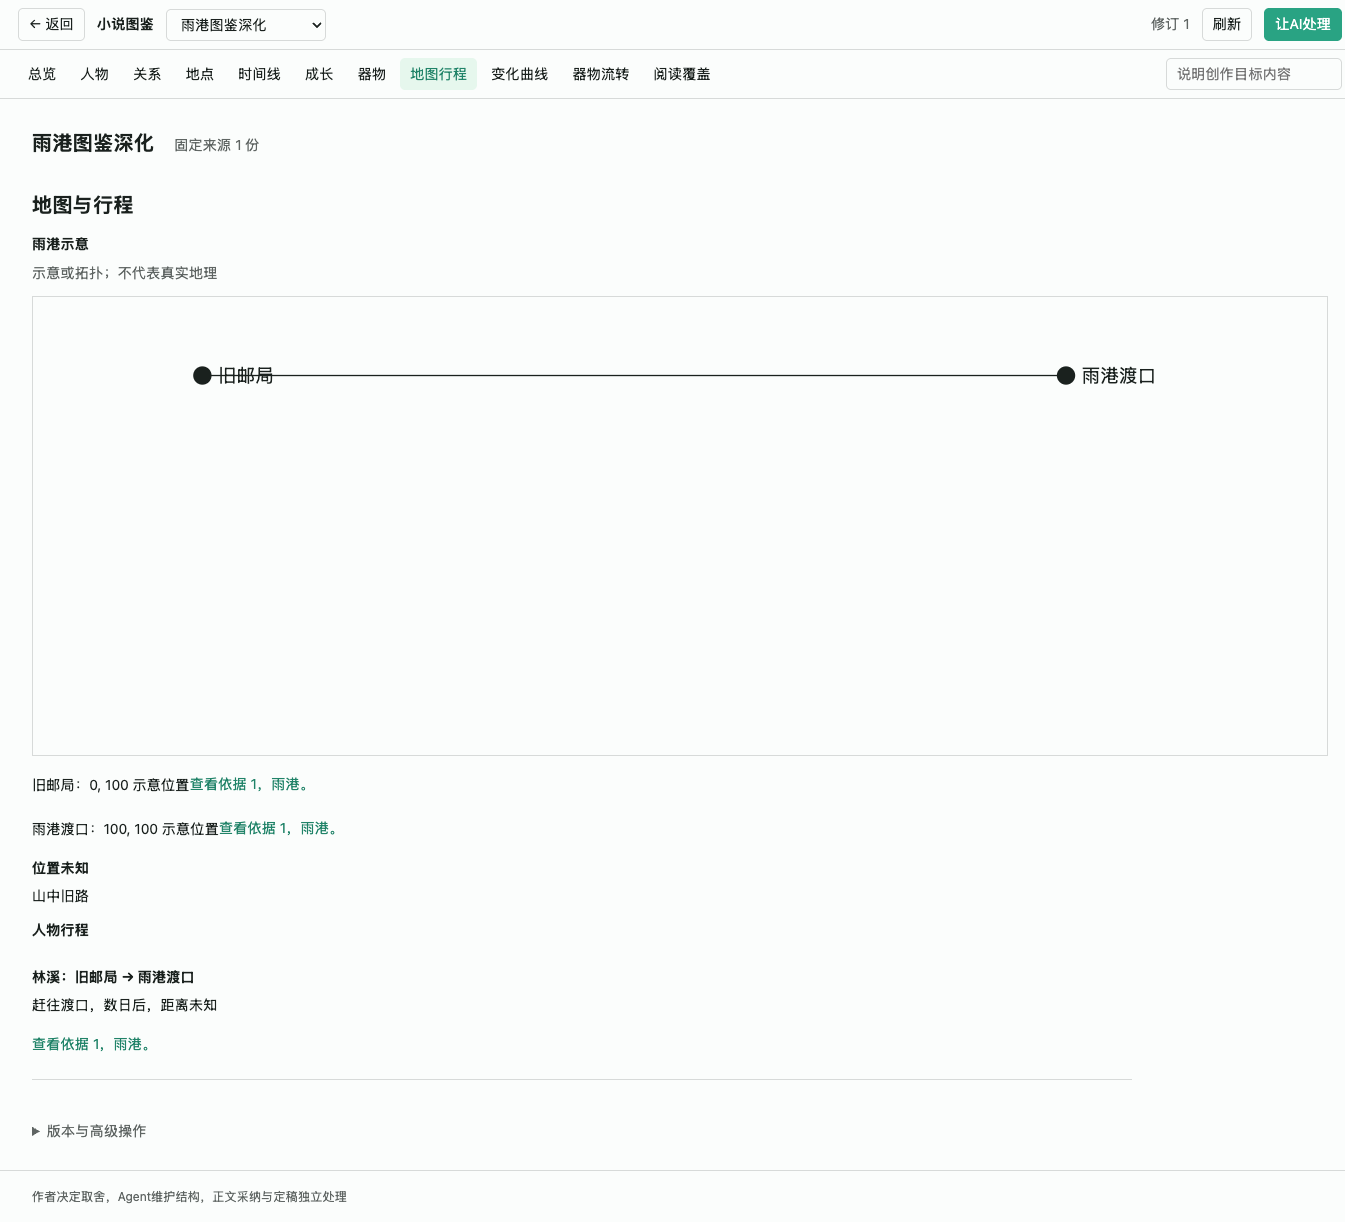 ← 返回 小说图鉴 雨港图鉴深化 修订 1 刷新 让AI处理
总览 人物 关系 地点 时间线 成长 器物 地图行程 变化曲线 器物流转 阅读覆盖 说明创作目标内容
雨港图鉴深化 固定来源 1 份
地图与行程
雨港示意
示意或拓扑；不代表真实地理
旧邮局 雨港渡口
旧邮局：0, 100 示意位置查看依据 1，雨港。
雨港渡口：100, 100 示意位置查看依据 1，雨港。
位置未知
山中旧路
人物行程
林溪：旧邮局 → 雨港渡口
赶往渡口，数日后，距离未知
查看依据 1，雨港。
▶ 版本与高级操作
作者决定取舍，Agent维护结构，正文采纳与定稿独立处理